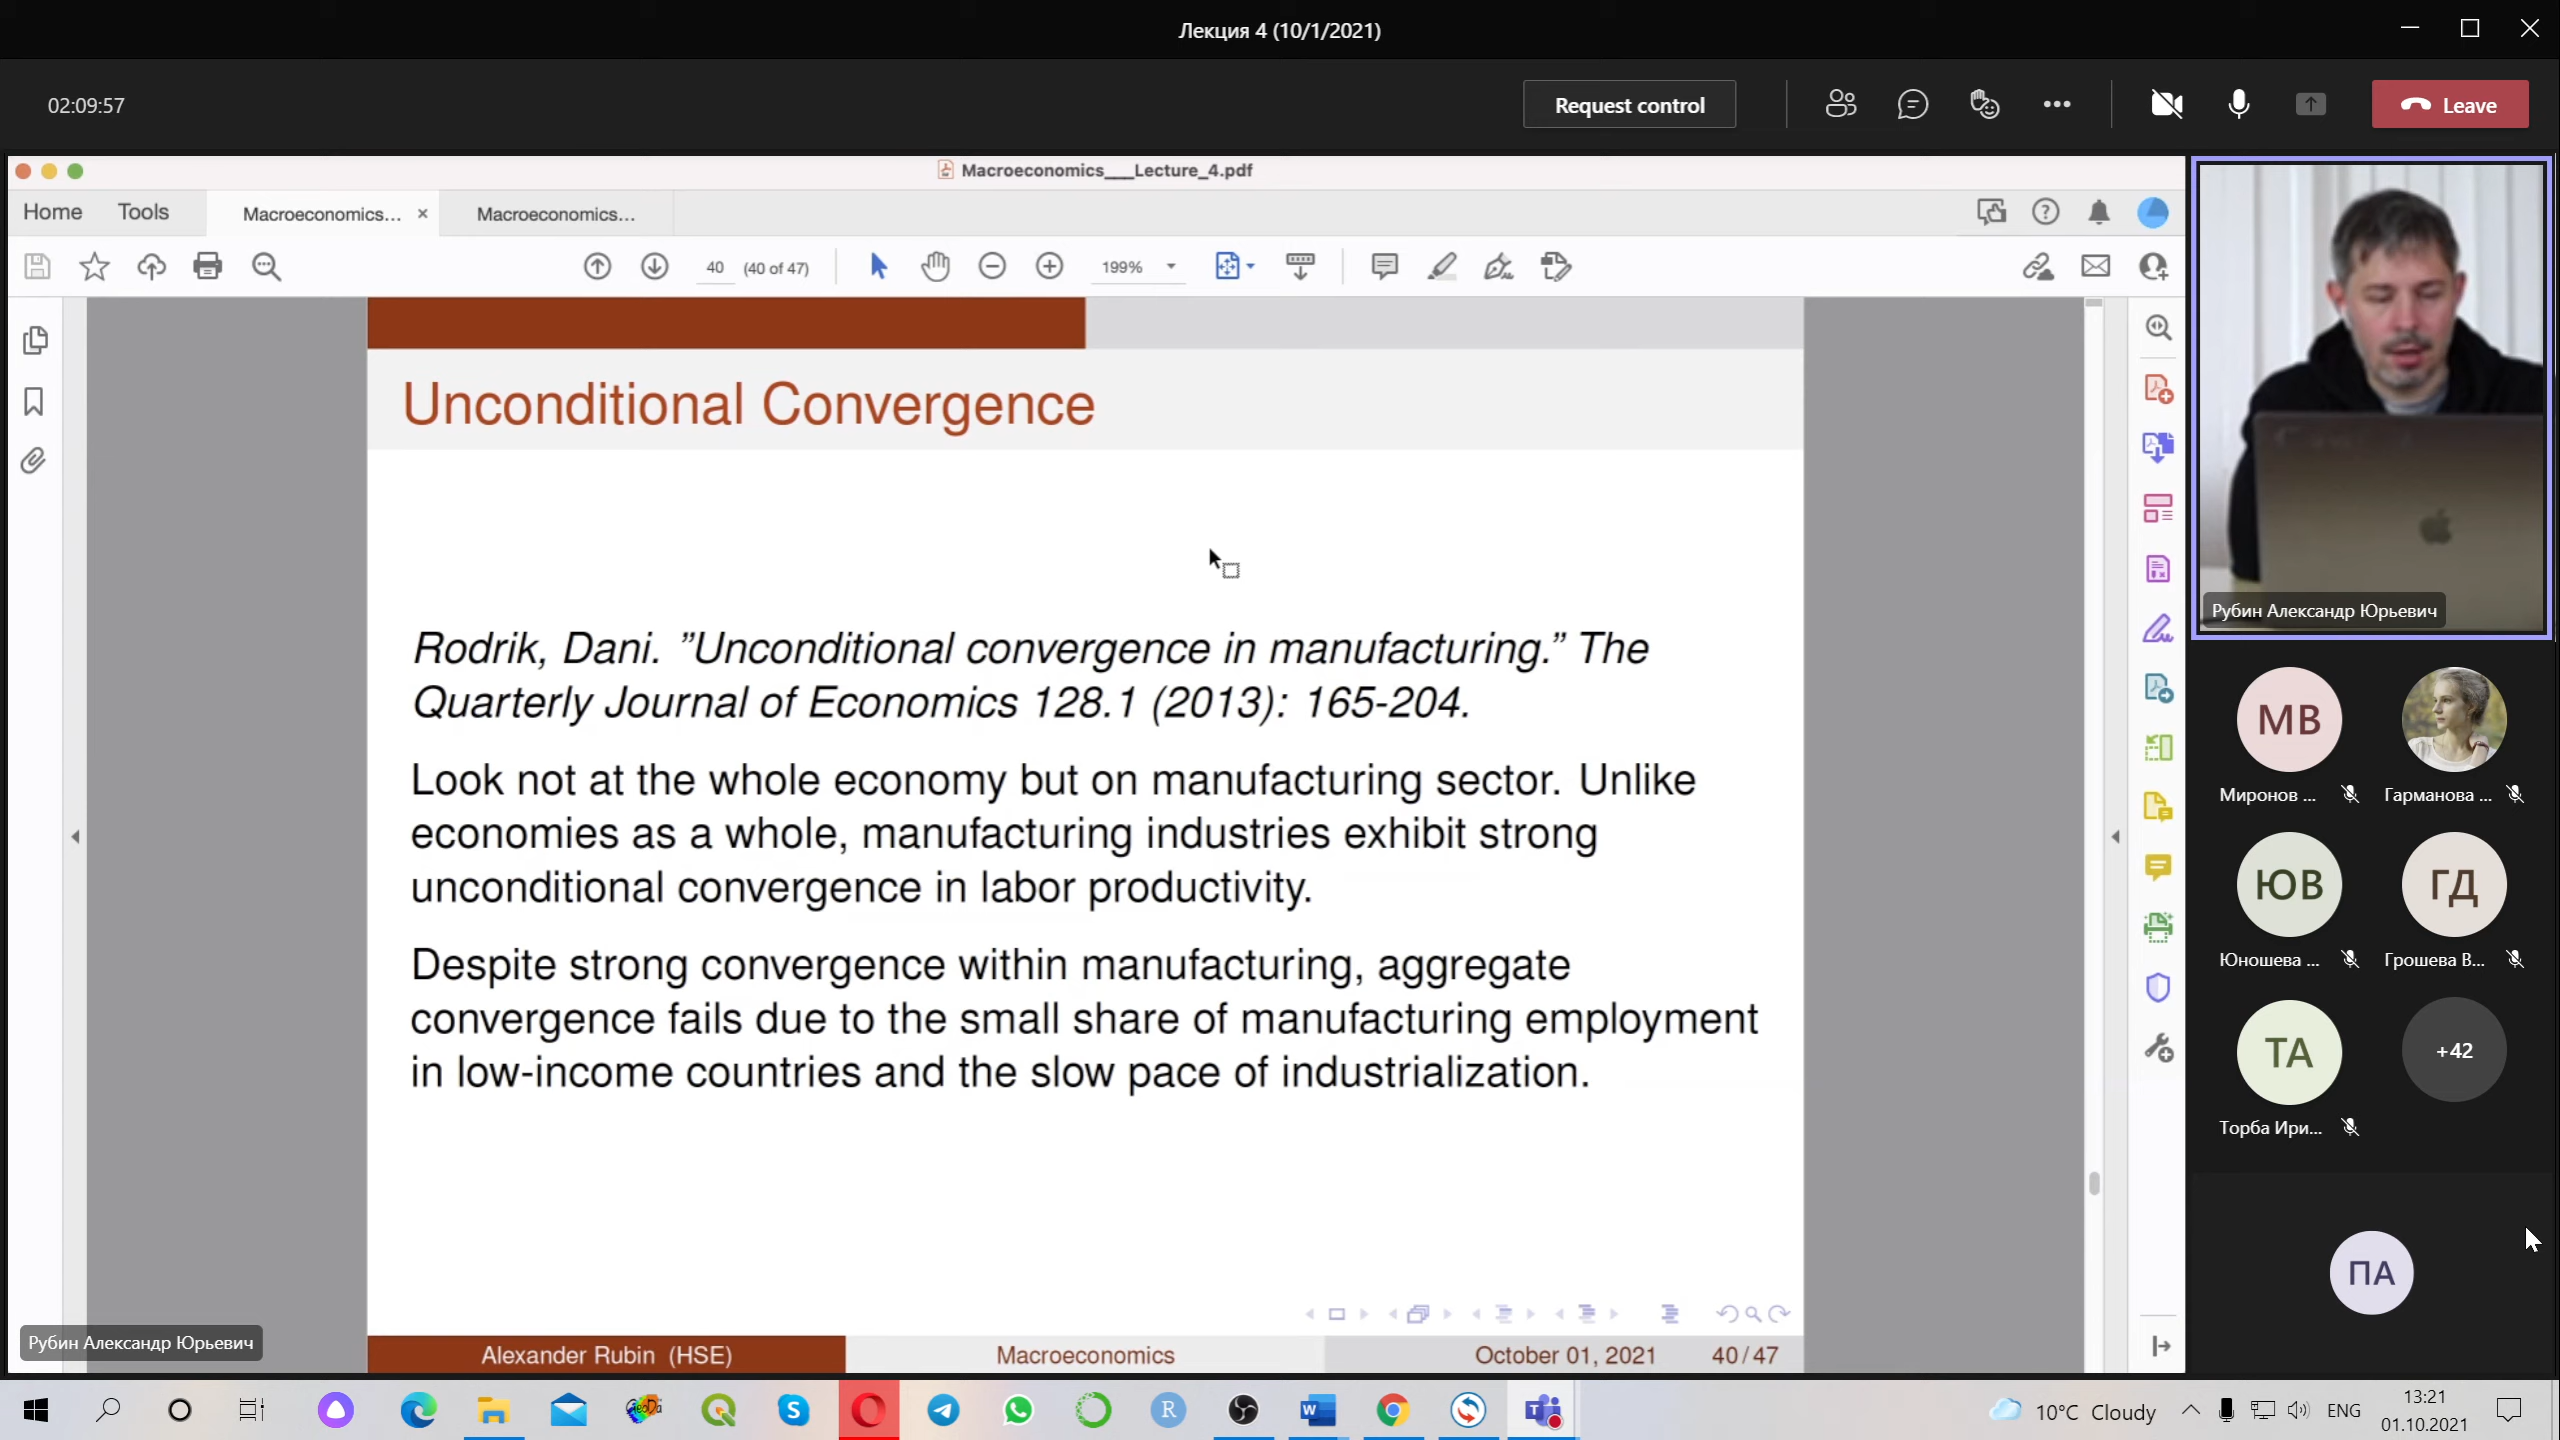 Лекция 4 (10/1/2021)
02:09:57
Request control
Leave
Macroeconomics___Lecture_4.pdf
Home
Tools
Macroeconomics...
Macroeconomics...
40
(40 of 47)
199%
Unconditional Convergence
Rodrik, Dani. ”Unconditional convergence in manufacturing.” The
Quarterly Journal of Economics 128.1 (2013): 165-204.
Look not at the whole economy but on manufacturing sector. Unlike
economies as a whole, manufacturing industries exhibit strong
unconditional convergence in labor productivity.
Despite strong convergence within manufacturing, aggregate
convergence fails due to the small share of manufacturing employment
in low-income countries and the slow pace of industrialization.
Alexander Rubin (HSE)
Macroeconomics
October 01, 2021
40/47
Рубин Александр Юрьевич
Рубин Александр Юрьевич
МВ
Миронов ...
Гарманова ...
ЮВ
ГД
Юношева ...
Грошева В...
ТА
+42
Торба Ири...
ПА
GeoDa
R
W
T
10°C Cloudy
ENG
13:21
01.10.2021